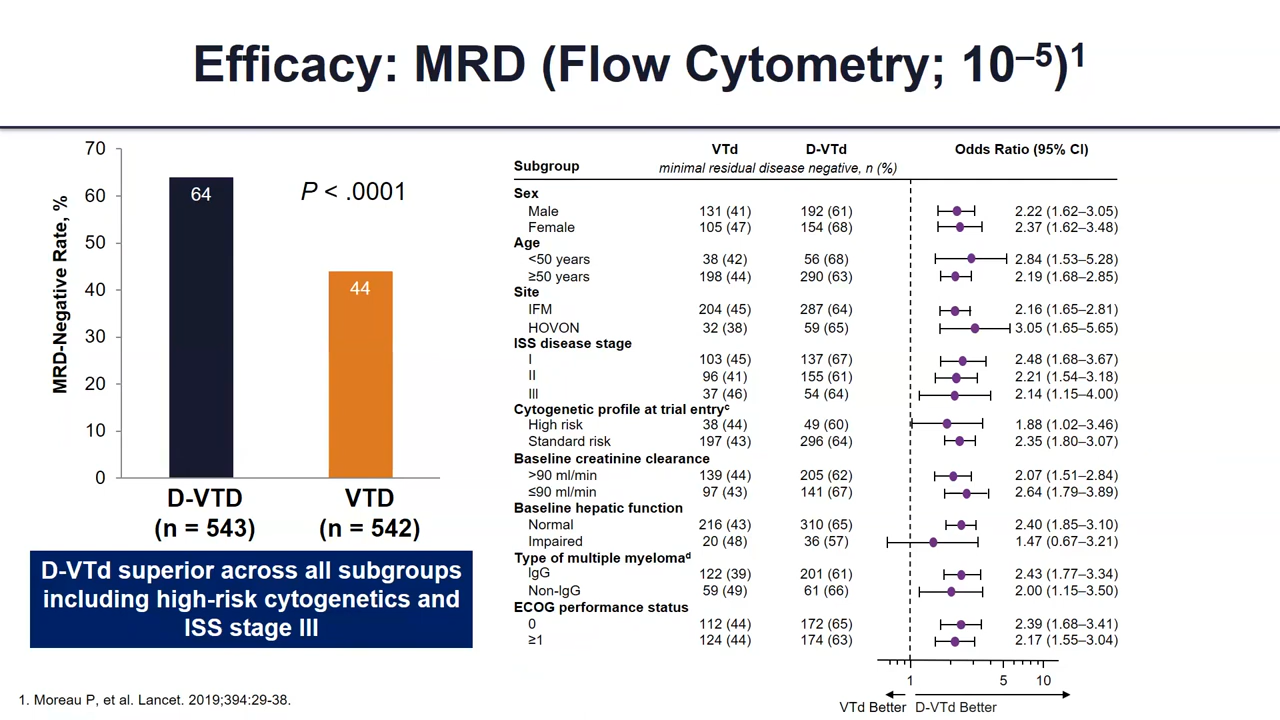 Efficacy: MRD (Flow Cytometry; 10–5)1
MRD-Negative Rate, %
70
60
50
40
30
20
10
0
64
44
P < .0001
D-VTD
(n = 543)
VTD
(n = 542)
D-VTd superior across all subgroups
including high-risk cytogenetics and
ISS stage III
VTd D-VTd Odds Ratio (95% CI)
Subgroup minimal residual disease negative, n (%)
Sex
Male 131 (41) 192 (61) 2.22 (1.62–3.05)
Female 105 (47) 154 (68) 2.37 (1.62–3.48)
Age
<50 years 38 (42) 56 (68) 2.84 (1.53–5.28)
≥50 years 198 (44) 290 (63) 2.19 (1.68–2.85)
Site
IFM 204 (45) 287 (64) 2.16 (1.65–2.81)
HOVON 32 (38) 59 (65) 3.05 (1.65–5.65)
ISS disease stage
I 103 (45) 137 (67) 2.48 (1.68–3.67)
II 96 (41) 155 (61) 2.21 (1.54–3.18)
III 37 (46) 54 (64) 2.14 (1.15–4.00)
Cytogenetic profile at trial entryc
High risk 38 (44) 49 (60) 1.88 (1.02–3.46)
Standard risk 197 (43) 296 (64) 2.35 (1.80–3.07)
Baseline creatinine clearance
>90 ml/min 139 (44) 205 (62) 2.07 (1.51–2.84)
≤90 ml/min 97 (43) 141 (67) 2.64 (1.79–3.89)
Baseline hepatic function
Normal 216 (43) 310 (65) 2.40 (1.85–3.10)
Impaired 20 (48) 36 (57) 1.47 (0.67–3.21)
Type of multiple myelomad
IgG 122 (39) 201 (61) 2.43 (1.77–3.34)
Non-IgG 59 (49) 61 (66) 2.00 (1.15–3.50)
ECOG performance status
0 112 (44) 172 (65) 2.39 (1.68–3.41)
≥1 124 (44) 174 (63) 2.17 (1.55–3.04)
1 5 10
VTd Better D-VTd Better
1. Moreau P, et al. Lancet. 2019;394:29-38.